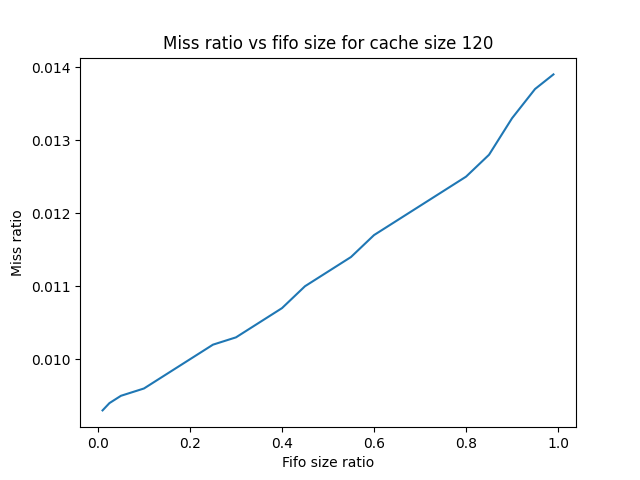 Miss ratio vs fifo size for cache size 120
0.014
0.013
0.012
0.011
0.010
Miss ratio
0.0 0.2 0.4 0.6 0.8 1.0
Fifo size ratio